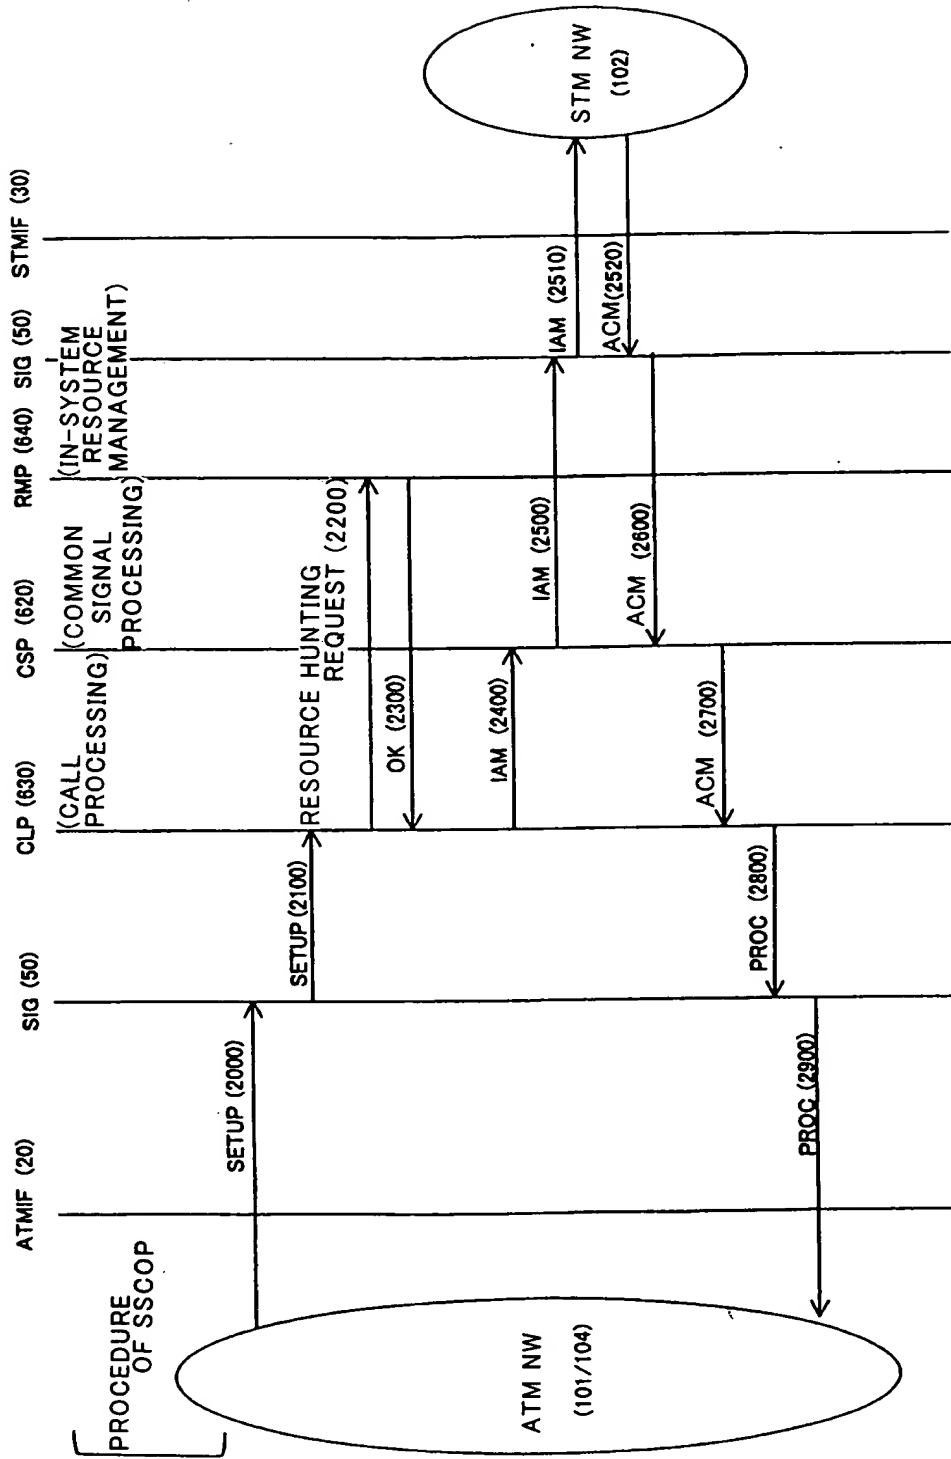 PROCEDURE
OF SSCOP
ATMIF (20)
SIG (50)
CLP (630)
CSP (620)
RMP (640)
SIG (50)
STMIF (30)
(CALL
PROCESSING)
(COMMON
SIGNAL
PROCESSING)
(IN-SYSTEM
RESOURCE
MANAGEMENT)
SETUP (2000)
SETUP (2100)
RESOURCE HUNTING
REQUEST (2200)
OK (2300)
IAM (2400)
IAM (2500)
IAM (2510)
ACM (2520)
ACM (2600)
ACM (2700)
PROC (2800)
PROC (2900)
ATM NW
(101/104)
STM NW
(102)